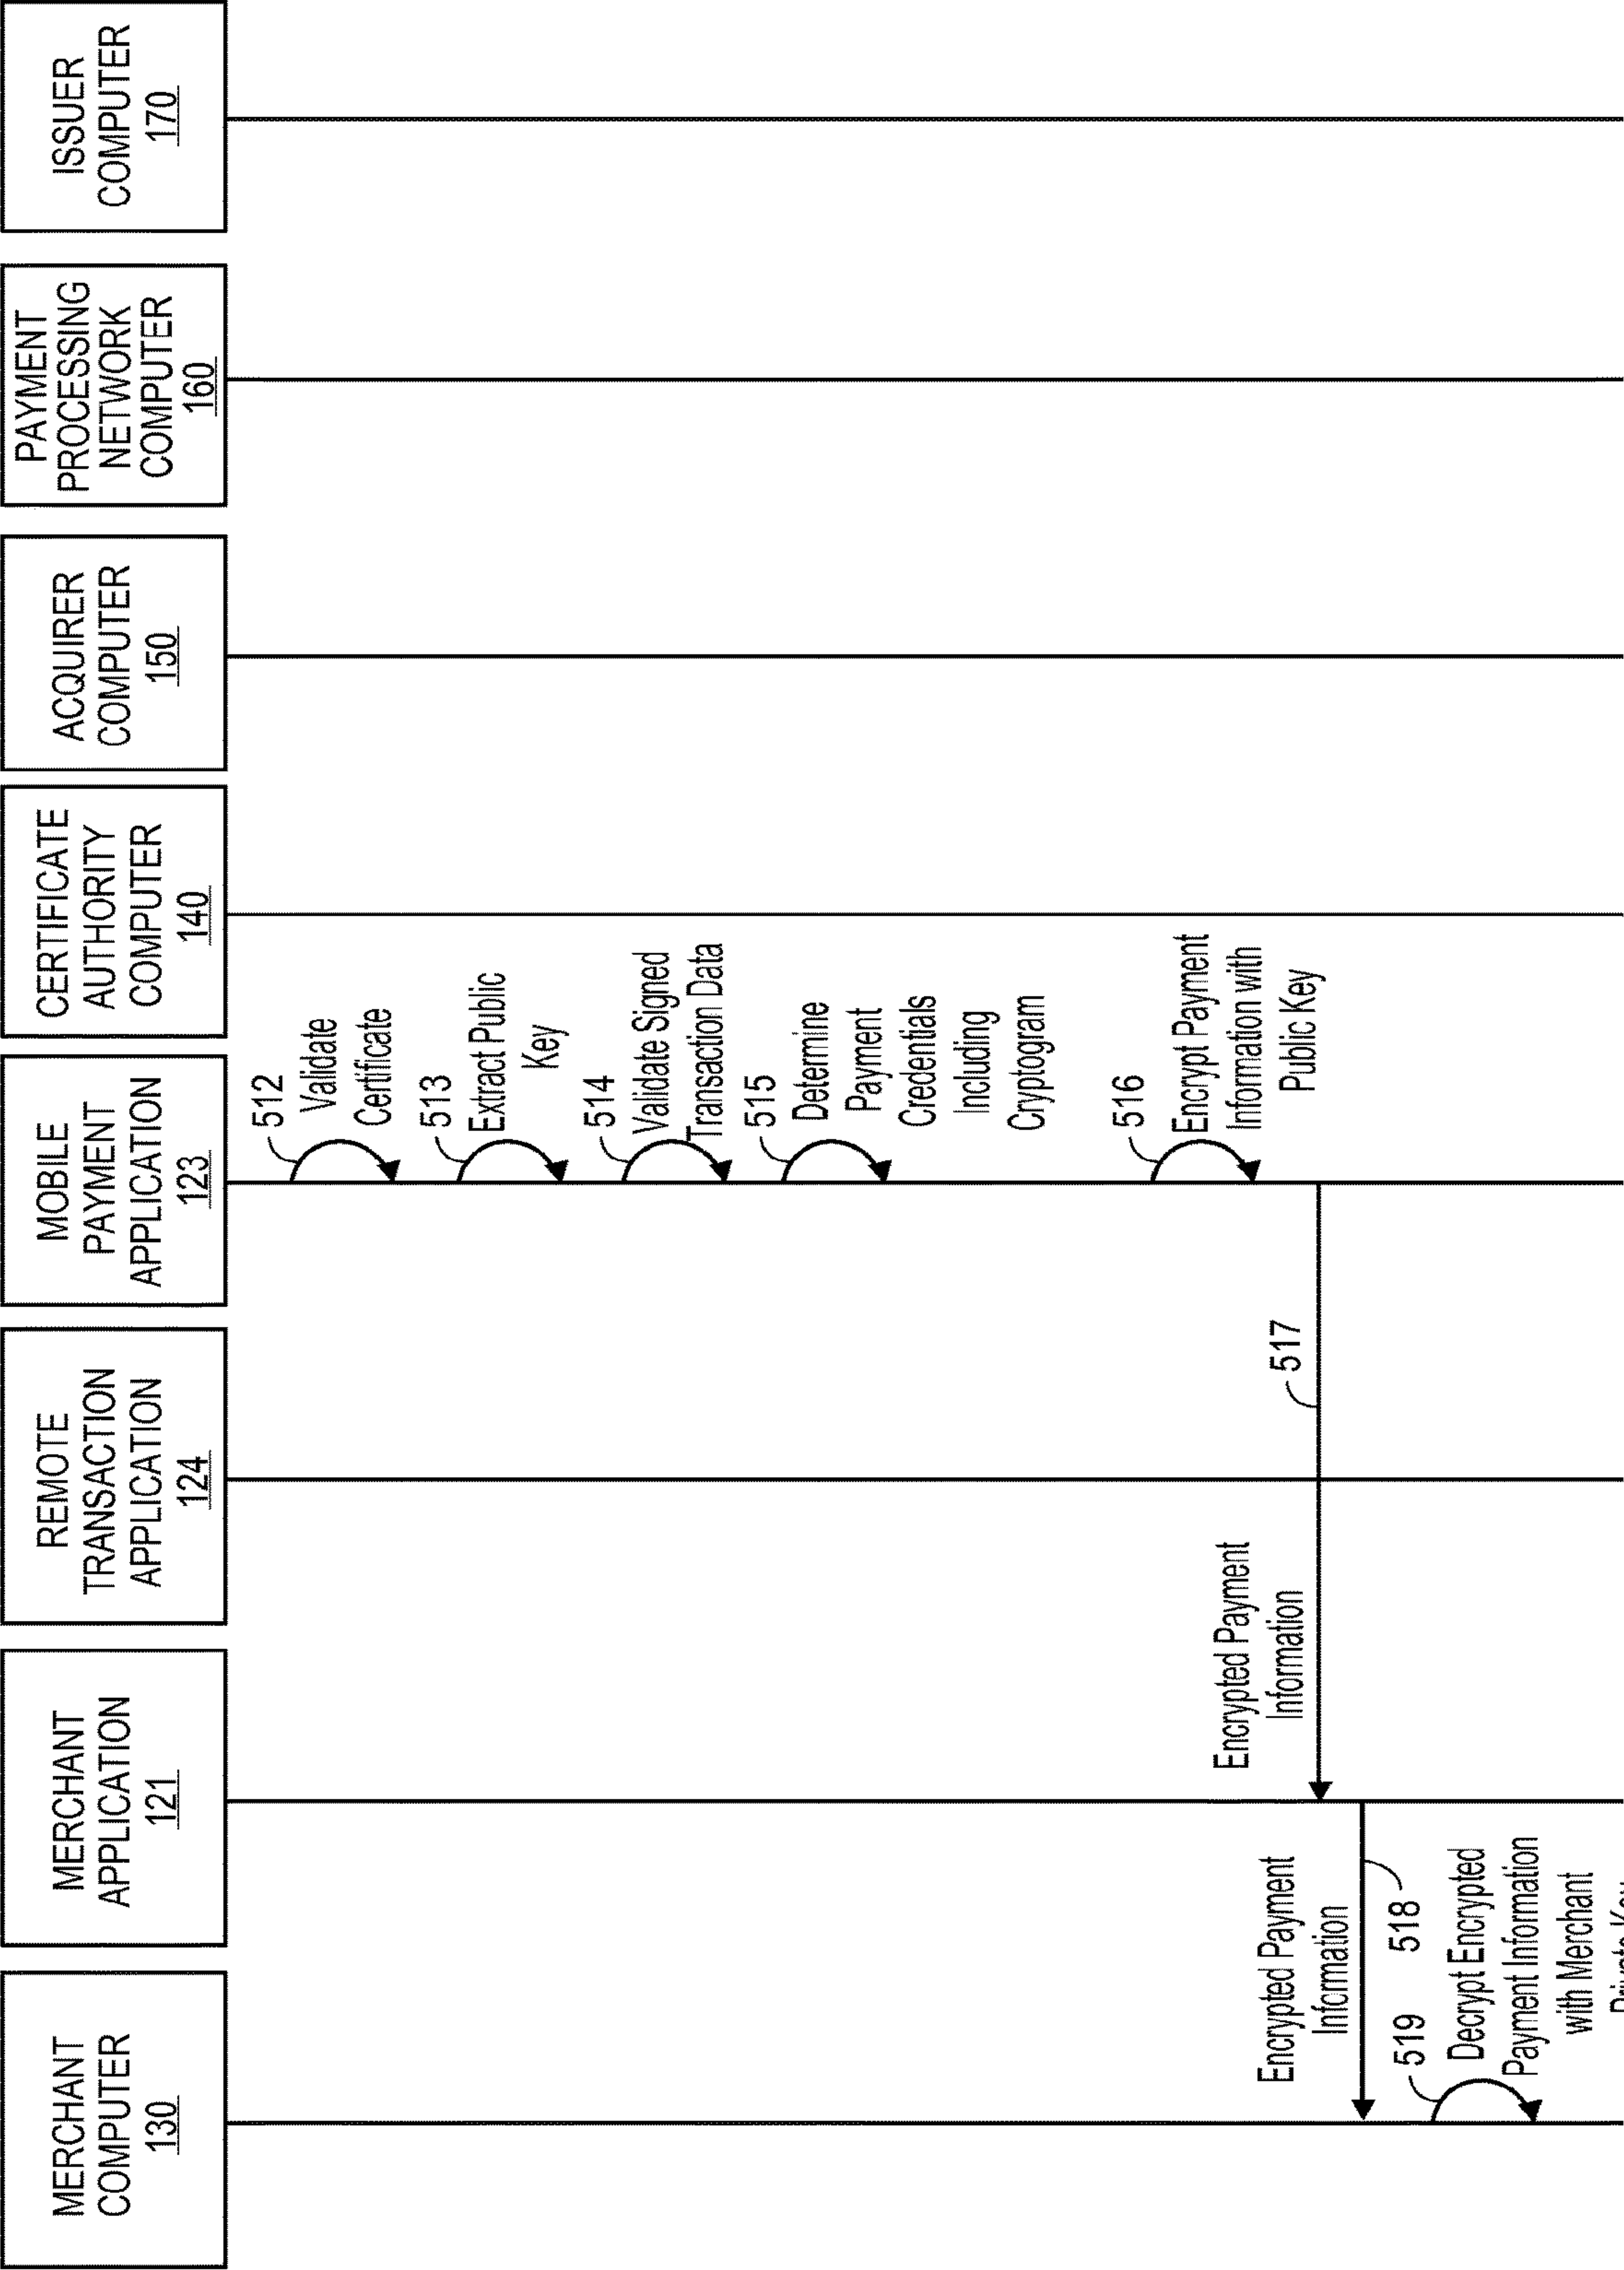 MERCHANT
COMPUTER
130
MERCHANT
APPLICATION
121
REMOTE
TRANSACTION
APPLICATION
124
MOBILE
PAYMENT
APPLICATION
123
CERTIFICATE
AUTHORITY
COMPUTER
140
ACQUIRER
COMPUTER
150
PAYMENT
PROCESSING
NETWORK
COMPUTER
160
ISSUER
COMPUTER
170
512
Validate
Certificate
513
Extract Public
Key
514
Validate Signed
Transaction Data
515
Determine
Payment
Credentials
Including
Cryptogram
516
Encrypt Payment
Information with
Public Key
517
Encrypted Payment
Information
Encrypted Payment
Information
518
519
Decrypt Encrypted
Payment Information
with Merchant
Private Key